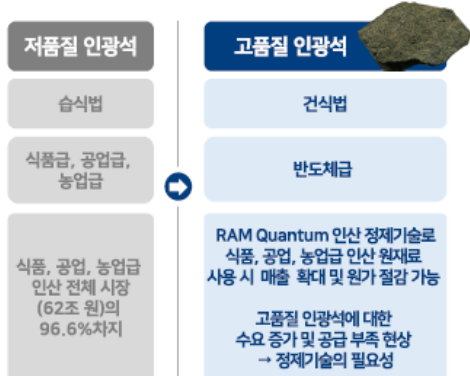 저품질 인광석
습식법
식품급, 공업급,
농업급
식품, 공업, 농업급
인산 전체 시장
(62조 원)의
96.6%차지
고품질 인광석
건식법
반도체급
RAM Quantum 인산 정제기술로
식품, 공업, 농업급 인산 원재료
사용 시 매출 확대 및 원가 절감 가능
고품질 인광석에 대한
수요 증가 및 공급 부족 현상
→ 정제기술의 필요성